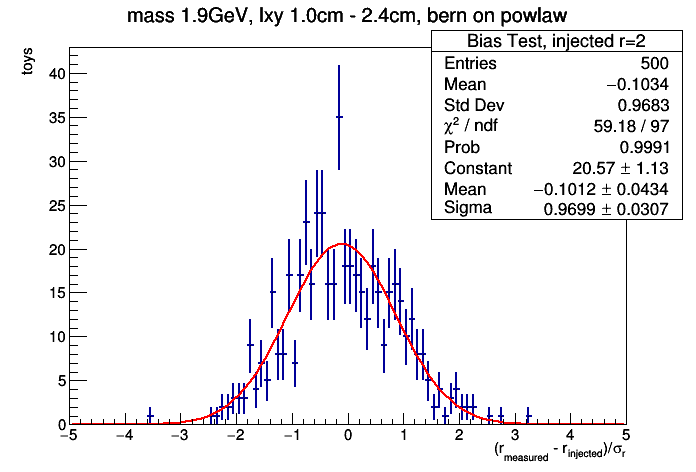 mass 1.9GeV, lxy 1.0cm - 2.4cm, bern on powlaw
Bias Test, injected r=2
Entries 500
Mean −0.1034
Std Dev 0.9683
χ² / ndf 59.18 / 97
Prob 0.9991
Constant 20.57 ± 1.13
Mean −0.1012 ± 0.0434
Sigma 0.9699 ± 0.0307
toys
40
35
30
25
20
15
10
5
0
−5 −4 −3 −2 −1 0 1 2 3 4 5
(r_measured - r_injected)/σ_r